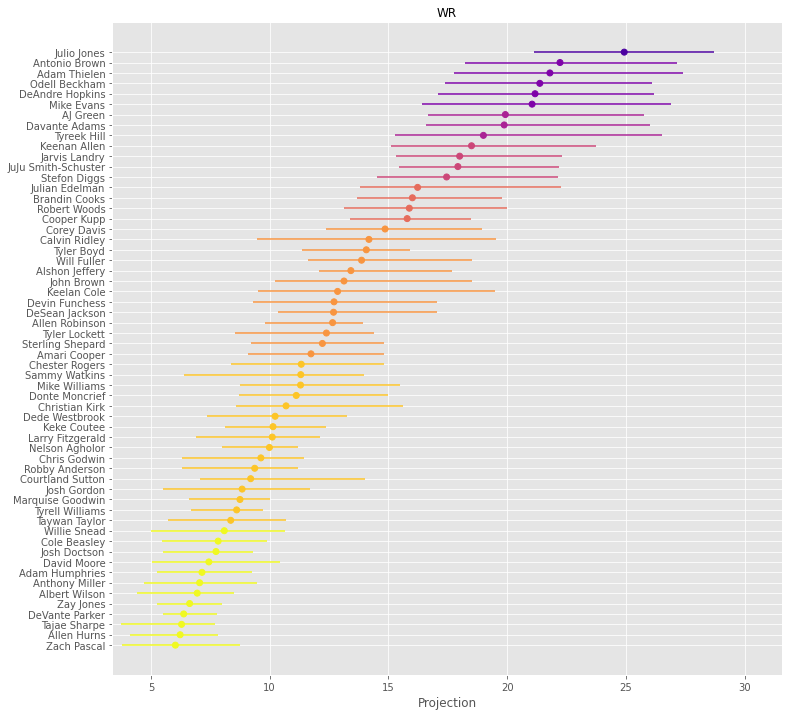 WR
Julio Jones
Antonio Brown
Adam Thielen
Odell Beckham
DeAndre Hopkins
Mike Evans
AJ Green
Davante Adams
Tyreek Hill
Keenan Allen
Jarvis Landry
JuJu Smith-Schuster
Stefon Diggs
Julian Edelman
Brandin Cooks
Robert Woods
Cooper Kupp
Corey Davis
Calvin Ridley
Tyler Boyd
Will Fuller
Alshon Jeffery
John Brown
Keelan Cole
Devin Funchess
DeSean Jackson
Allen Robinson
Tyler Lockett
Sterling Shepard
Amari Cooper
Chester Rogers
Sammy Watkins
Mike Williams
Donte Moncrief
Christian Kirk
Dede Westbrook
Keke Coutee
Larry Fitzgerald
Nelson Agholor
Chris Godwin
Robby Anderson
Courtland Sutton
Josh Gordon
Marquise Goodwin
Tyrell Williams
Taywan Taylor
Willie Snead
Cole Beasley
Josh Doctson
David Moore
Adam Humphries
Anthony Miller
Albert Wilson
Zay Jones
DeVante Parker
Tajae Sharpe
Allen Hurns
Zach Pascal
5 10 15 20 25 30
Projection